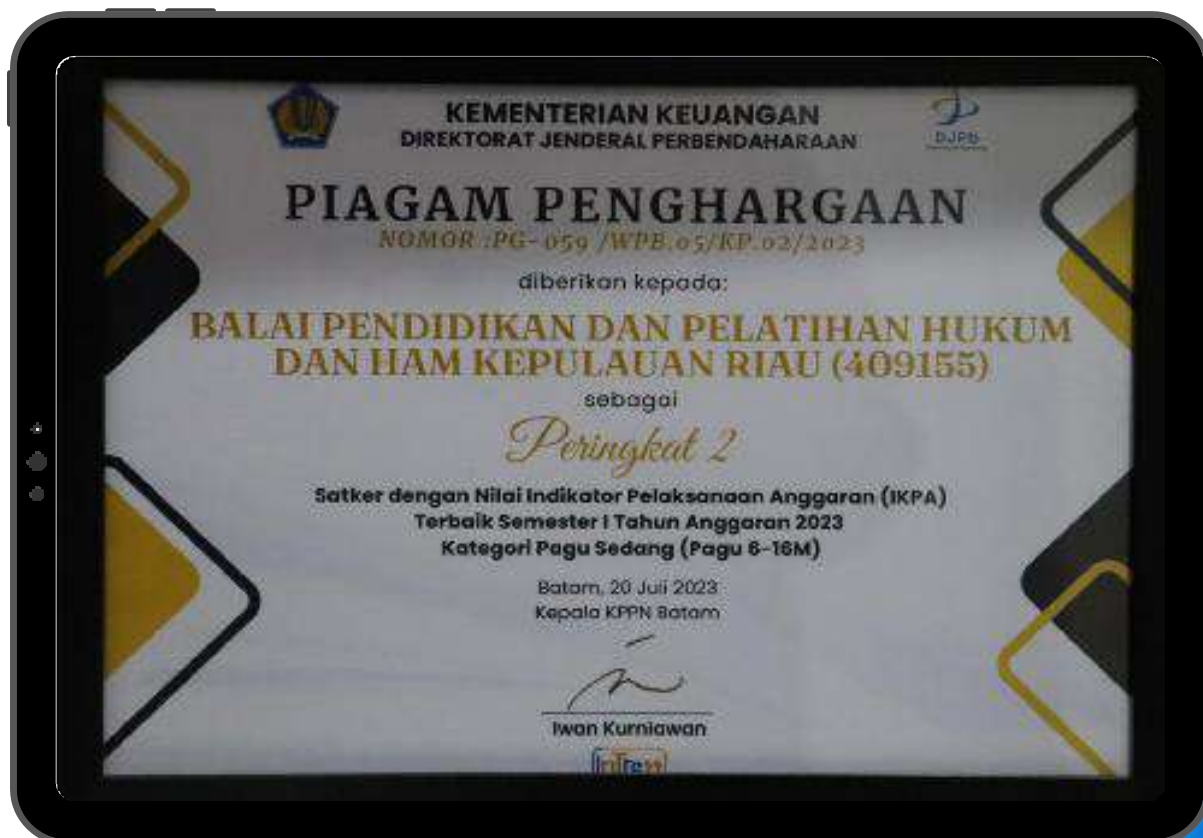 KEMENTERIAN KEUANGAN
DIREKTORAT JENDERAL PERBENDAHARAAN
DJPb
PIAGAM PENGHARGAAN
NOMOR :PG- 059 /WPB.05/KP.02/2023
diberikan kepada:
BALAI PENDIDIKAN DAN PELATIHAN HUKUM
DAN HAM KEPULAUAN RIAU (409155)
sebagai
Peringkat 2
Satker dengan Nilai Indikator Pelaksanaan Anggaran (IKPA)
Terbaik Semester I Tahun Anggaran 2023
Kategori Pagu Sedang (Pagu 6-16M)
Batam, 20 Juli 2023
Kepala KPPN Batam
Iwan Kurniawan